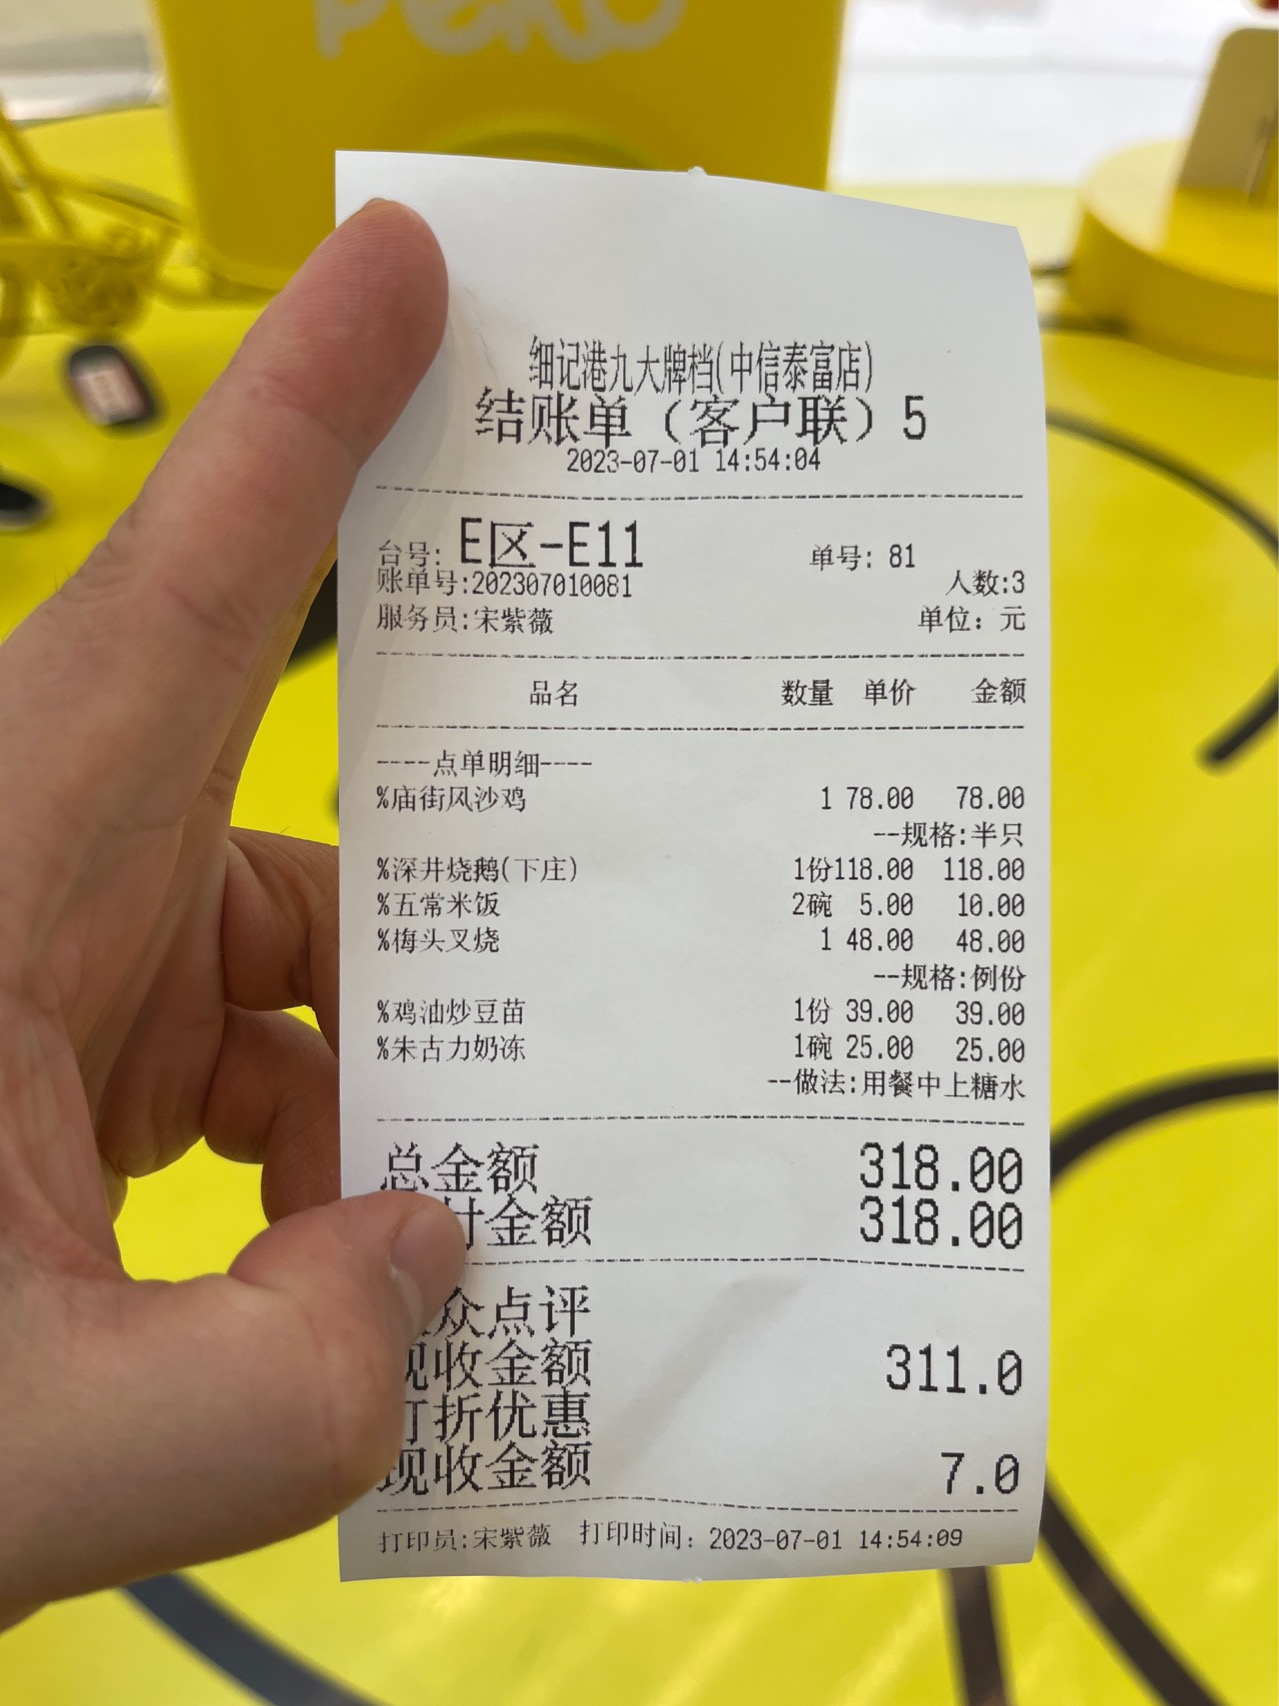 细记港九大牌档(中信泰富店)
结账单（客户联）5
2023-07-01 14:54:04
台号: E区-E11 单号: 81
账单号:202307010081 人数:3
服务员:宋紫薇 单位: 元
品名 数量 单价 金额
----点单明细----
%庙街风沙鸡 1 78.00 78.00
--规格:半只
%深井烧鹅(下庄) 1份118.00 118.00
%五常米饭 2碗 5.00 10.00
%梅头叉烧 1 48.00 48.00
--规格:例份
%鸡油炒豆苗 1份 39.00 39.00
%朱古力奶冻 1碗 25.00 25.00
--做法:用餐中上糖水
总金额 318.00
付金额 318.00
众点评
现收金额 311.0
打折优惠
现收金额 7.0
打印员:宋紫薇 打印时间: 2023-07-01 14:54:09